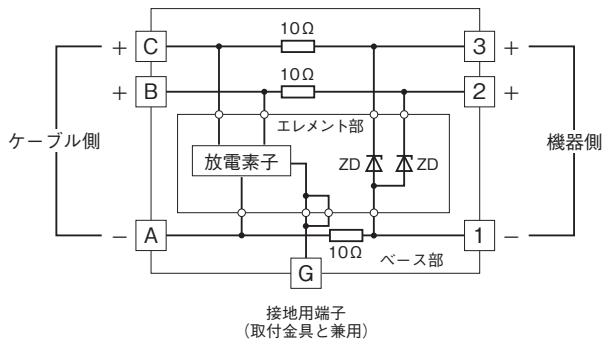 10Ω
+ C 3 +
10Ω
+ B 2 +
エレメント部
ケーブル側
機器側
放電素子
ZD ZD
− A 1 −
10Ω
ベース部
G
接地用端子
(取付金具と兼用)